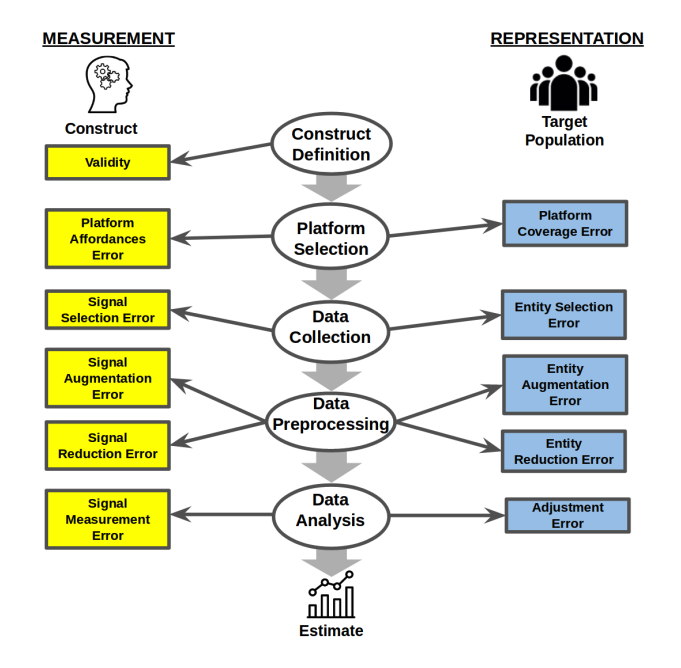 MEASUREMENT
REPRESENTATION
Construct
Target
Population
Construct
Definition
Validity
Platform
Selection
Platform
Affordances
Error
Platform
Coverage Error
Data
Collection
Signal
Selection Error
Entity Selection
Error
Signal
Augmentation
Error
Data
Preprocessing
Entity
Augmentation
Error
Signal
Reduction Error
Entity
Reduction Error
Data
Analysis
Signal
Measurement
Error
Adjustment
Error
Estimate